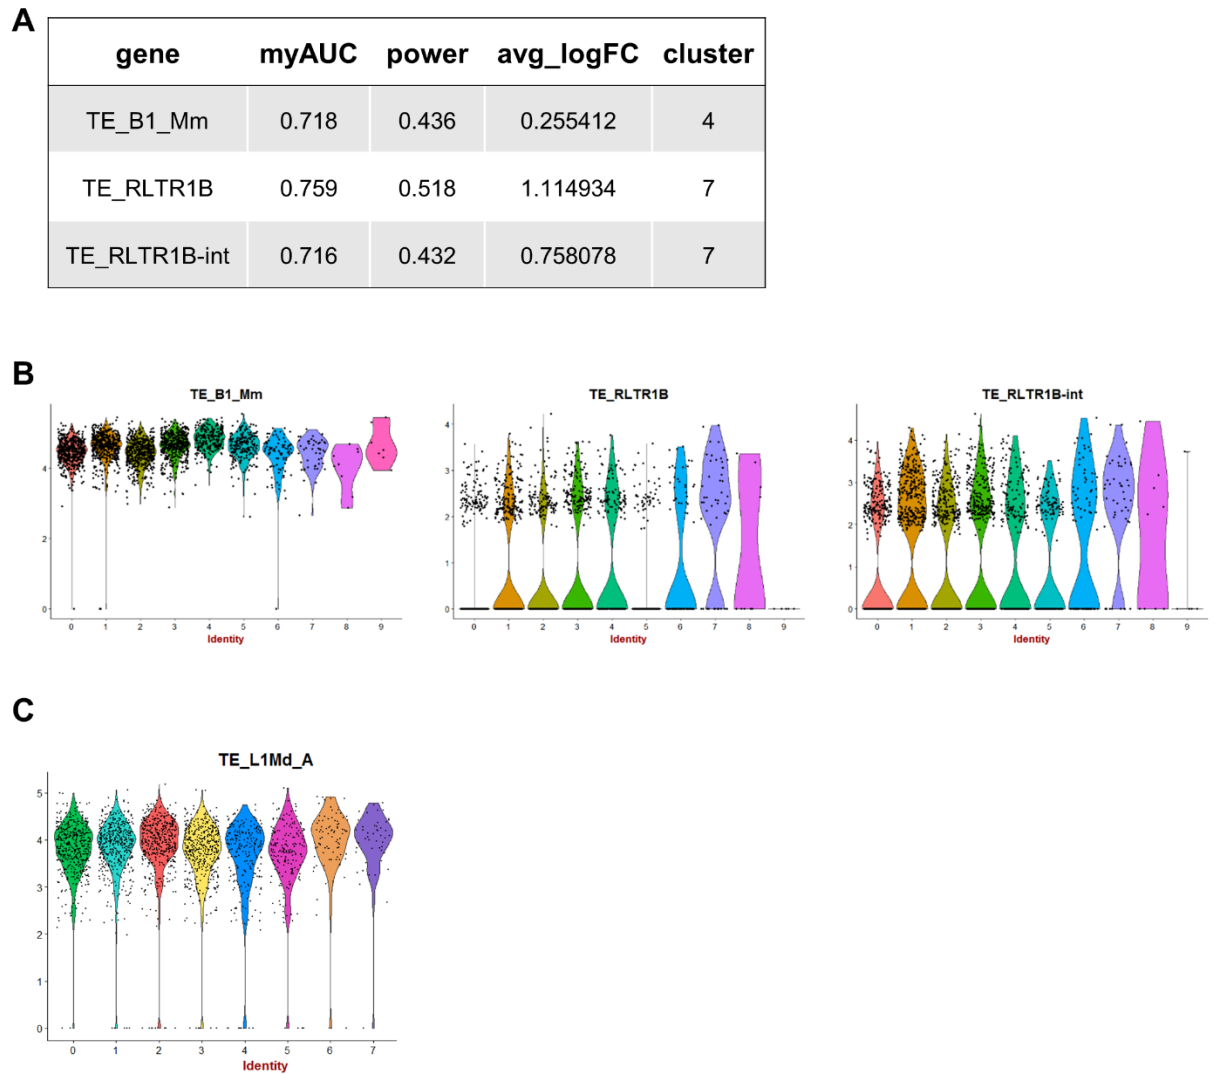 A
gene myAUC power avg_logFC cluster
TE_B1_Mm 0.718 0.436 0.255412 4
TE_RLTR1B 0.759 0.518 1.114934 7
TE_RLTR1B-int 0.716 0.432 0.758078 7
B
TE_B1_Mm
4
2
0
0 1 2 3 4 5 6 7 8 9
Identity
TE_RLTR1B
4
3
2
1
0
0 1 2 3 4 5 6 7 8 9
Identity
TE_RLTR1B-int
4
3
2
1
0
0 1 2 3 4 5 6 7 8 9
Identity
C
TE_L1Md_A
5
4
3
2
1
0
0 1 2 3 4 5 6 7
Identity